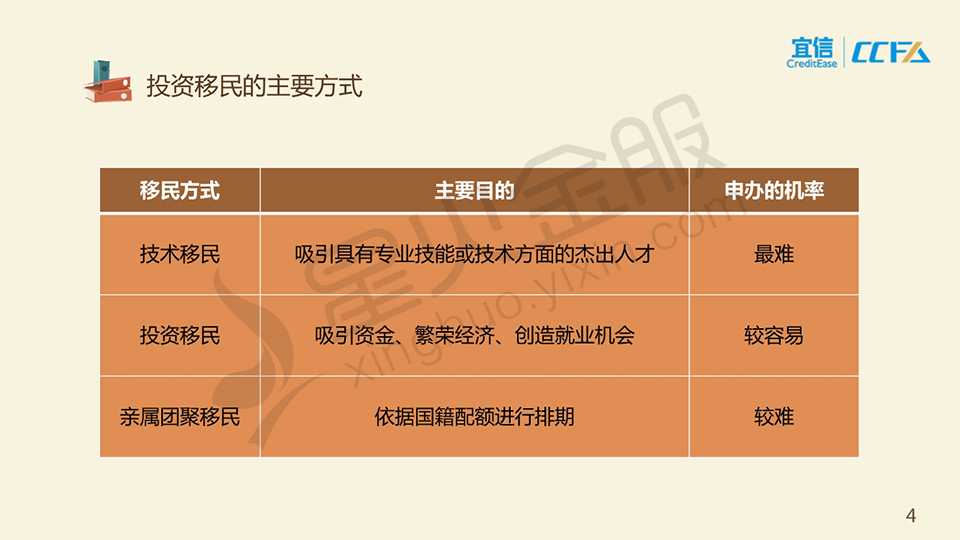 宜信
CreditEase
CCFA
投资移民的主要方式
移民方式 主要目的 申办的机率
技术移民 吸引具有专业技能或技术方面的杰出人才 最难
投资移民 吸引资金、繁荣经济、创造就业机会 较容易
亲属团聚移民 依据国籍配额进行排期 较难
星火金服
xinghuo.yixin.com
4